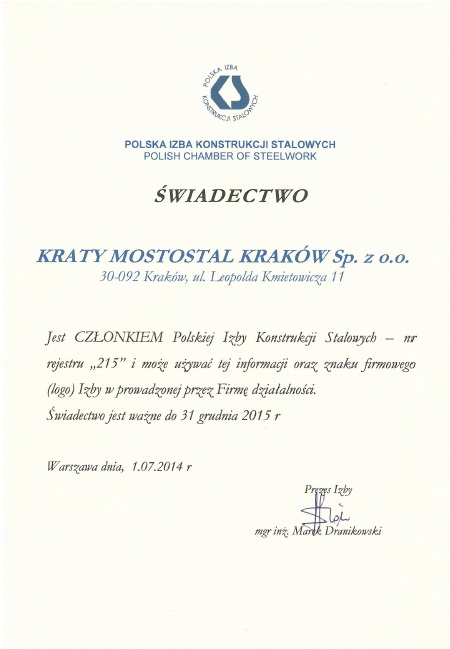 POLSKA IZBA
KONSTRUKCJI STALOWYCH
POLSKA IZBA KONSTRUKCJI STALOWYCH
POLISH CHAMBER OF STEELWORK
ŚWIADECTWO
KRATY MOSTOSTAL KRAKÓW Sp. z o.o.
30-092 Kraków, ul. Leopolda Kmietowicza 11
Jest CZŁONKIEM Polskiej Izby Konstrukcji Stalowych – nr
rejestru „215” i może używać tej informacji oraz znaku firmowego
(logo) Izby w prowadzonej przez Firmę działalności.
Świadectwo jest ważne do 31 grudnia 2015 r
Warszawa dnia, 1.07.2014 r
Prezes Izby
mgr inż. Marek Dranikowski